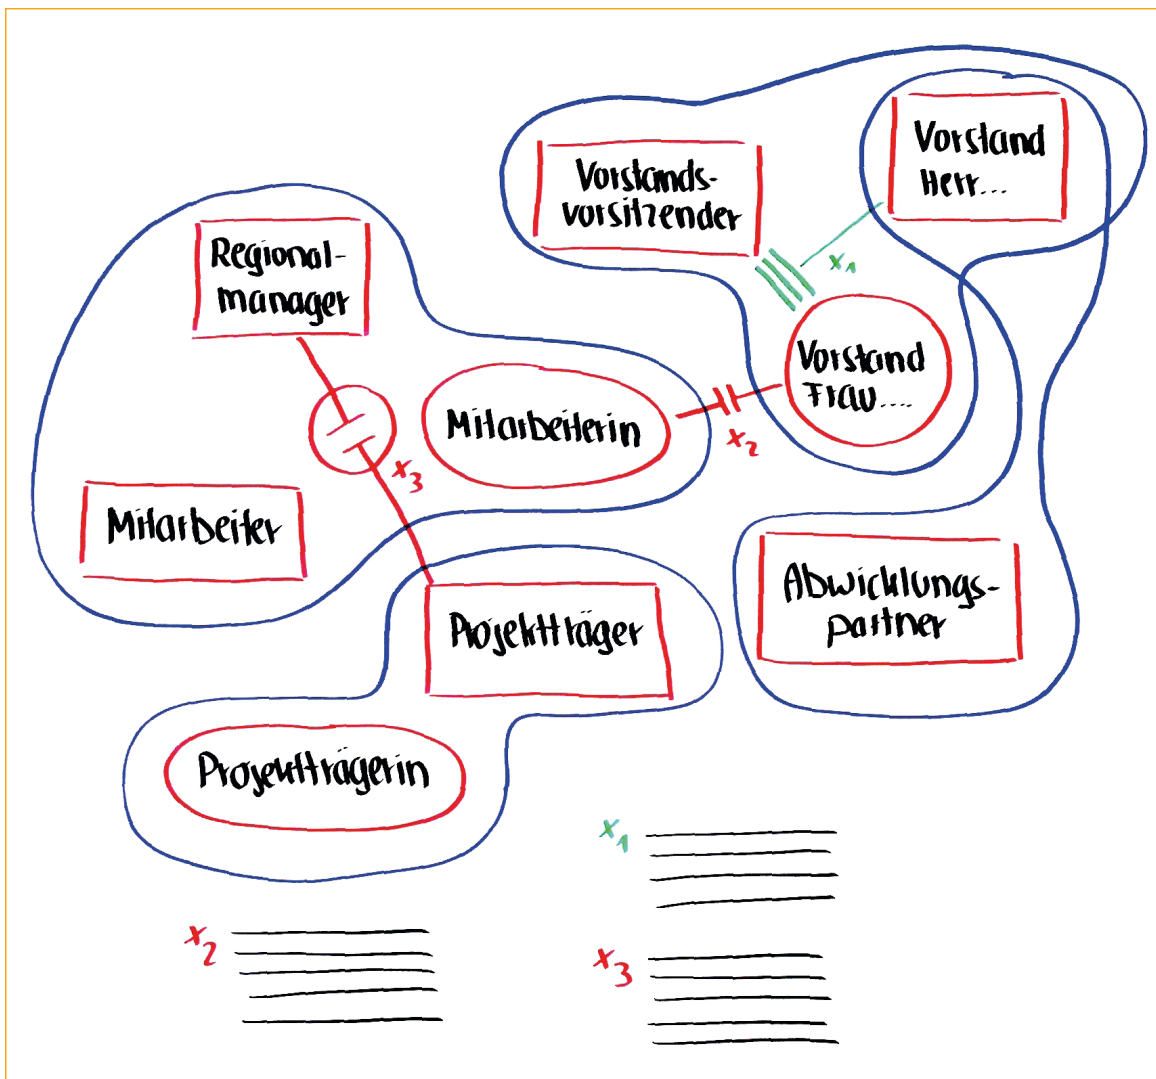 Vorstand
Herr...
Vorstands-
vorsitzender
x1
Regional-
manager
Vorstand
Frau....
Mitarbeiterin
x2
x3
Mitarbeiter
Abwicklungs-
partner
Projektträger
Projektträgerin
x1
x2
x3